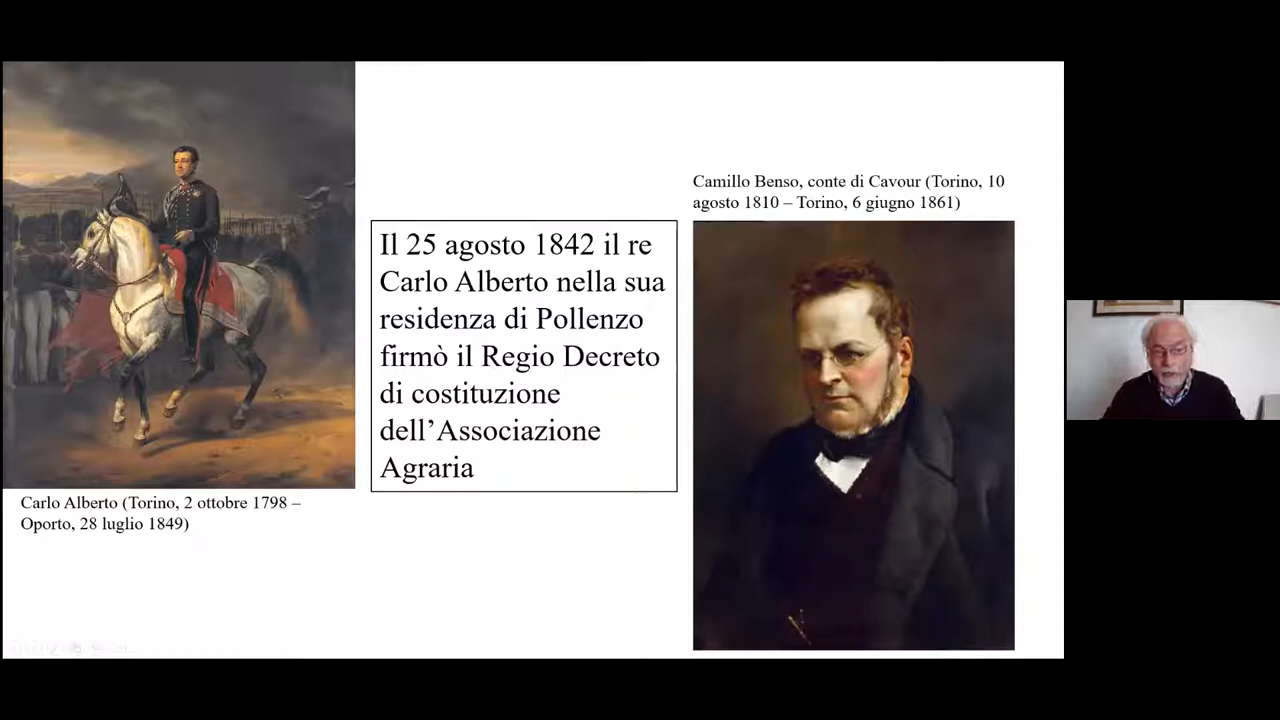 Camillo Benso, conte di Cavour (Torino, 10
agosto 1810 – Torino, 6 giugno 1861)
Il 25 agosto 1842 il re
Carlo Alberto nella sua
residenza di Pollenzo
firmò il Regio Decreto
di costituzione
dell’Associazione
Agraria
Carlo Alberto (Torino, 2 ottobre 1798 –
Oporto, 28 luglio 1849)